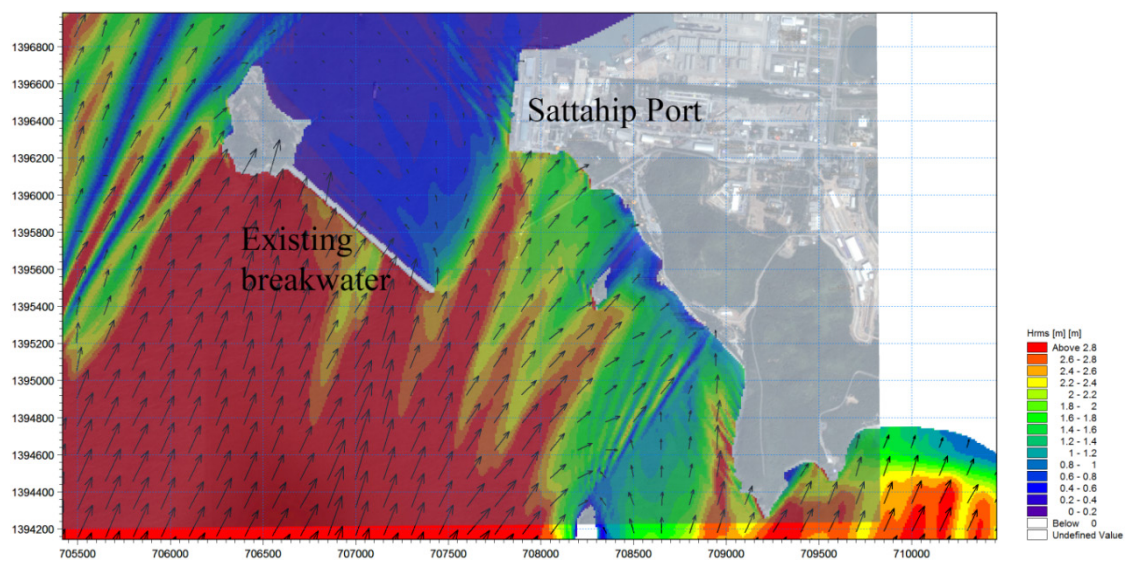 1396800
1396600
1396400
1396200
1396000
1395800
1395600
1395400
1395200
1395000
1394800
1394600
1394400
1394200
Sattahip Port
Existing
breakwater
705500 706000 706500 707000 707500 708000 708500 709000 709500 710000
Hrms [m] [m]
Above 2.8
2.6 - 2.8
2.4 - 2.6
2.2 - 2.4
2 - 2.2
1.8 - 2
1.6 - 1.8
1.4 - 1.6
1.2 - 1.4
1 - 1.2
0.8 - 1
0.6 - 0.8
0.4 - 0.6
0.2 - 0.4
0 - 0.2
Below 0
Undefined Value